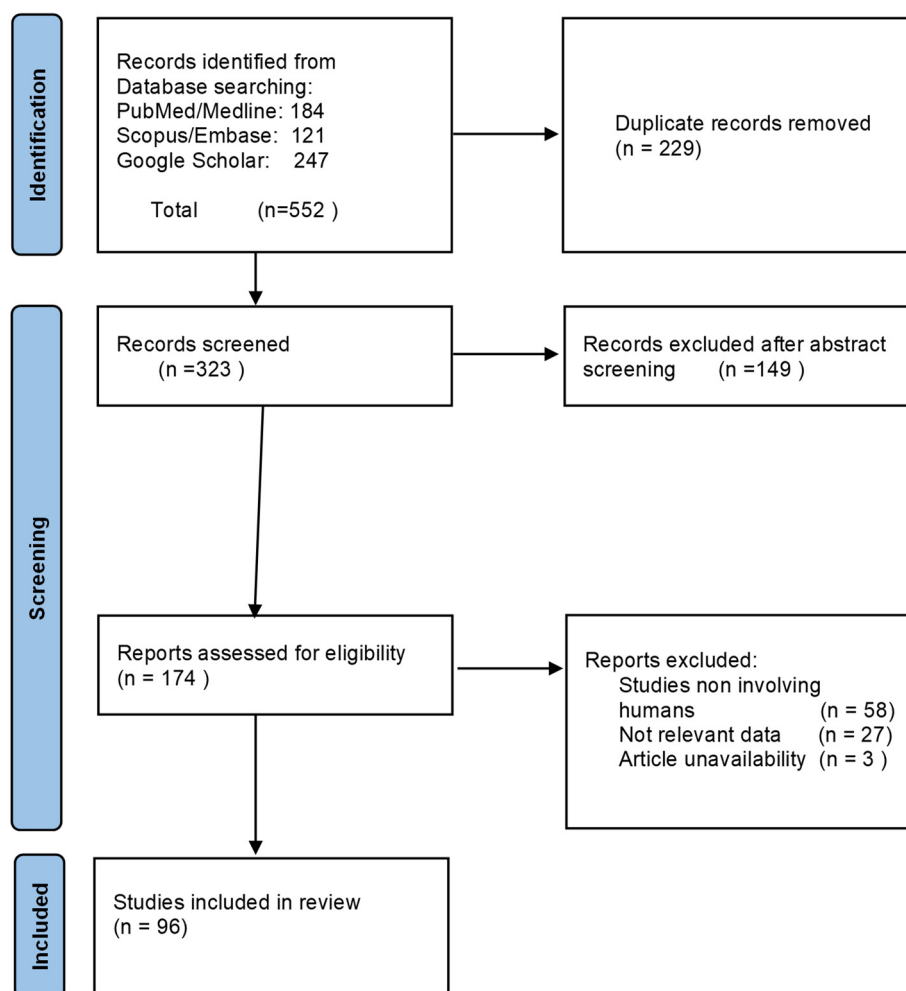 Identification
Records identified from
Database searching:
PubMed/Medline: 184
Scopus/Embase: 121
Google Scholar: 247
Total (n=552 )
Duplicate records removed
(n = 229)
Screening
Records screened
(n =323 )
Records excluded after abstract
screening (n =149 )
Reports assessed for eligibility
(n = 174 )
Reports excluded:
Studies non involving
humans (n = 58)
Not relevant data (n = 27)
Article unavailability (n = 3 )
Included
Studies included in review
(n = 96)